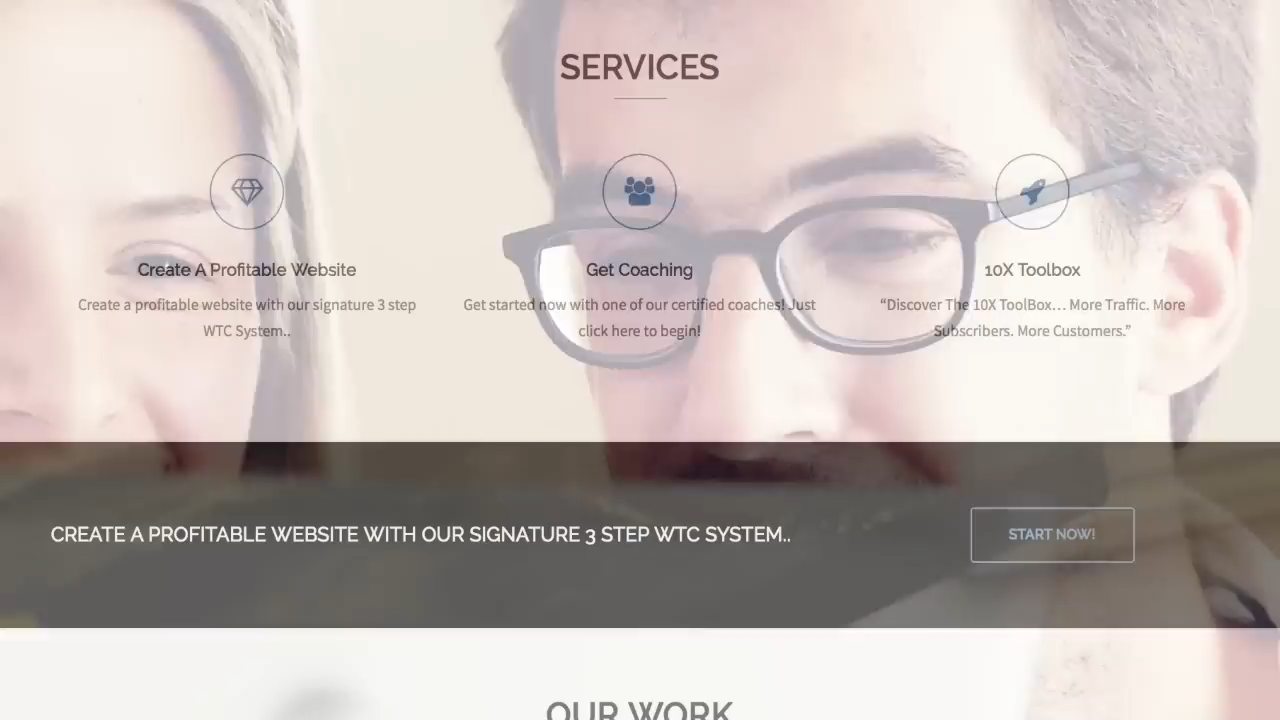 SERVICES
Create A Profitable Website
Create a profitable website with our signature 3 step
WTC System..
Get Coaching
Get started now with one of our certified coaches! Just
click here to begin!
10X Toolbox
“Discover The 10X ToolBox… More Traffic. More
Subscribers. More Customers.”
CREATE A PROFITABLE WEBSITE WITH OUR SIGNATURE 3 STEP WTC SYSTEM..
START NOW!
OUR WORK